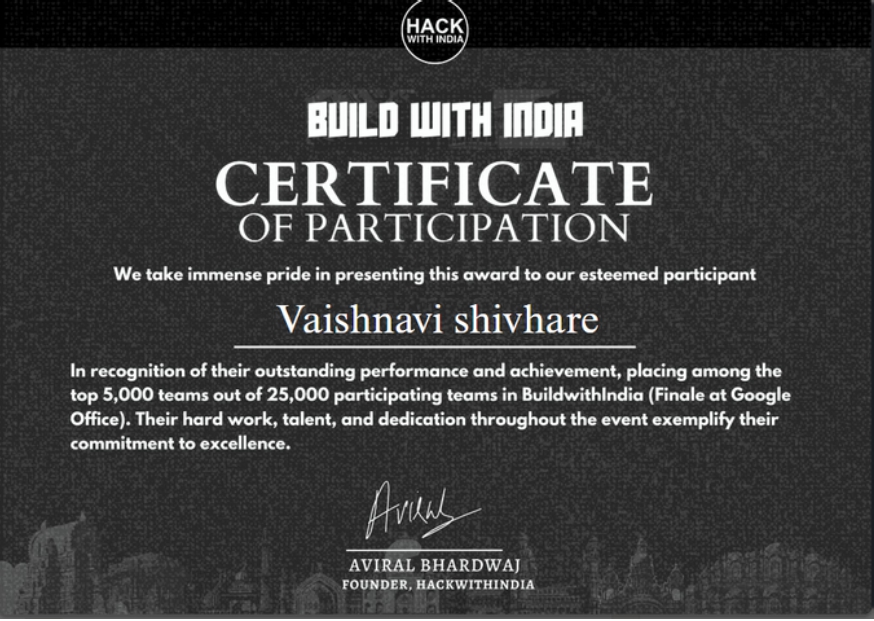 HACK
WITH INDIA
BUILD WITH INDIA
CERTIFICATE
OF PARTICIPATION
We take immense pride in presenting this award to our esteemed participant
Vaishnavi shivhare
In recognition of their outstanding performance and achievement, placing among the
top 5,000 teams out of 25,000 participating teams in BuildwithIndia (Finale at Google
Office). Their hard work, talent, and dedication throughout the event exemplify their
commitment to excellence.
Aviral
AVIRAL BHARDWAJ
FOUNDER, HACKWITHINDIA